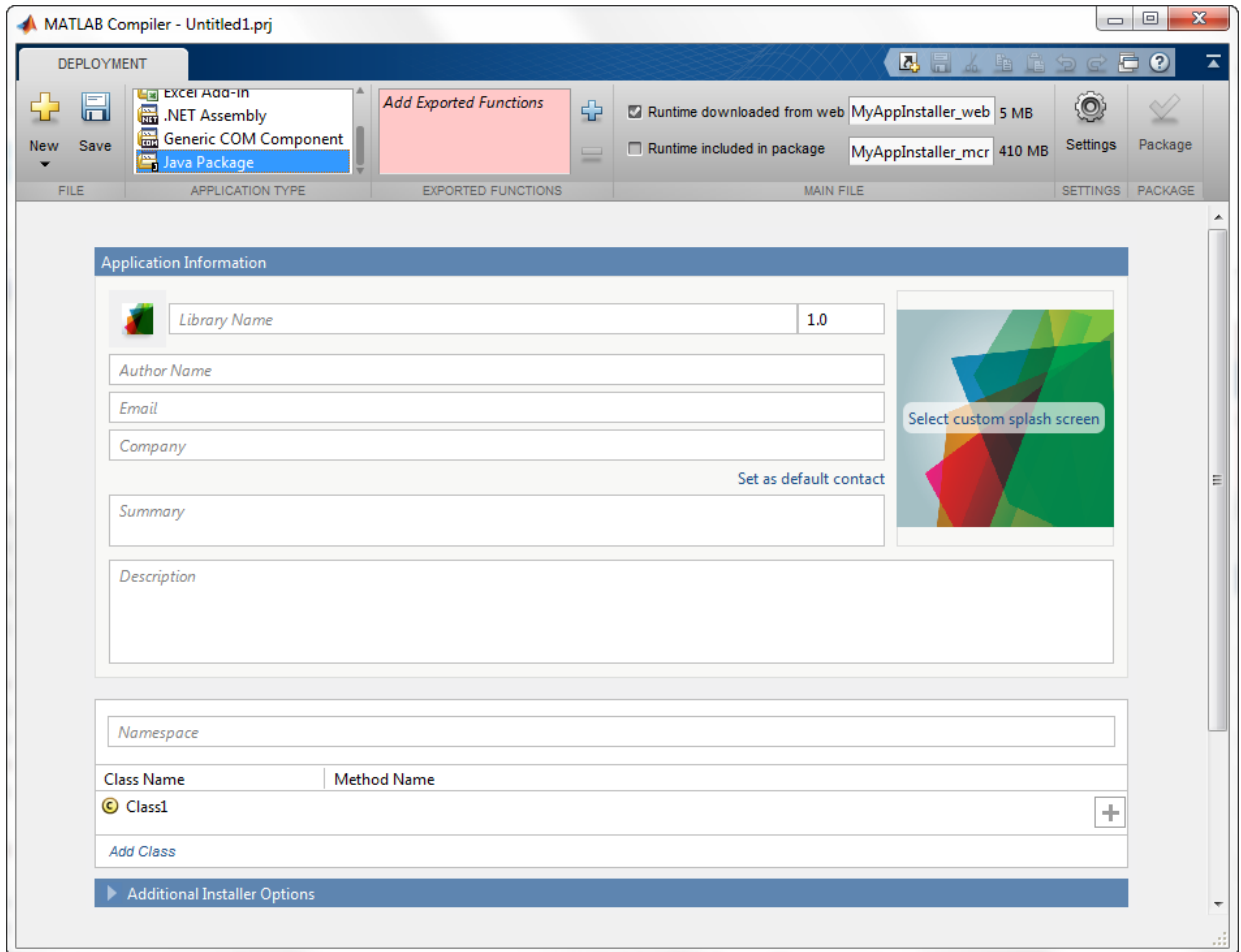 MATLAB Compiler - Untitled1.prj
DEPLOYMENT
New
Save
Excel Add-In
.NET Assembly
Generic COM Component
Java Package
Add Exported Functions
Runtime downloaded from web MyAppInstaller_web 5 MB
Runtime included in package MyAppInstaller_mcr 410 MB
Settings
Package
FILE APPLICATION TYPE EXPORTED FUNCTIONS MAIN FILE SETTINGS PACKAGE
Application Information
Library Name 1.0
Author Name
Email
Company
Set as default contact
Select custom splash screen
Summary
Description
Namespace
Class Name Method Name
Class1
Add Class
Additional Installer Options